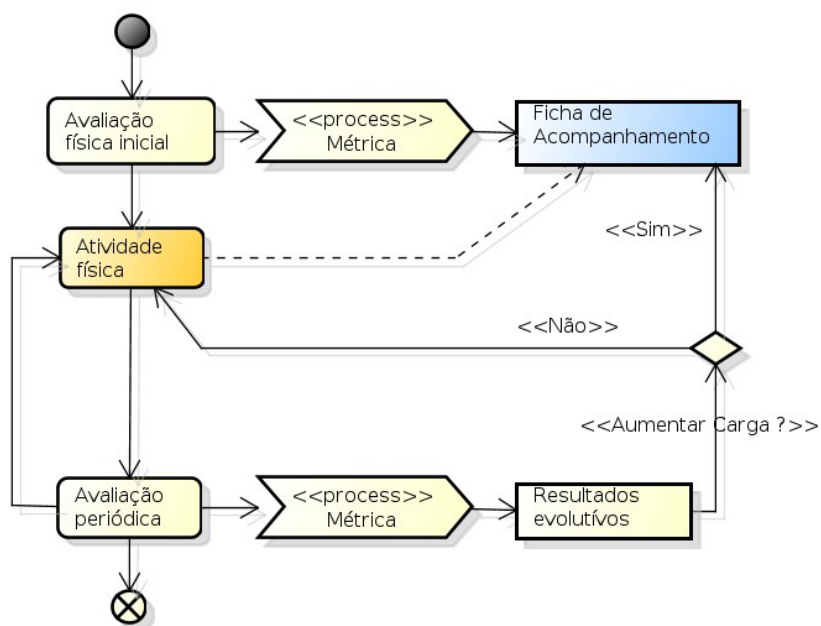 Avaliação
física inicial
<<process>>
Métrica
Ficha de
Acompanhamento
Atividade
física
<<Sim>>
<<Não>>
<<Aumentar Carga ?>>
Avaliação
periódica
<<process>>
Métrica
Resultados
evolutívos